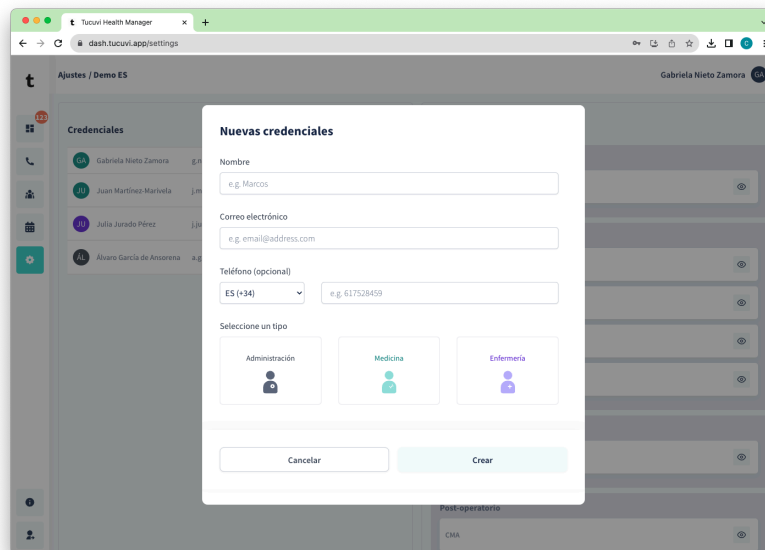 Tucuvi Health Manager
dash.tucuvi.app/settings
C
t
Ajustes / Demo ES
Gabriela Nieto Zamora GA
121
Credenciales
GA Gabriela Nieto Zamora
JU Juan Martínez-Marivela
JU Julia Jurado Pérez
ÁL Álvaro García de Ansorena
Nuevas credenciales
Nombre
e.g. Marcos
Correo electrónico
e.g. email@address.com
Teléfono (opcional)
ES (+34) e.g. 617528459
Seleccione un tipo
Administración Medicina Enfermería
Cancelar Crear
Post-operatorio
CMA